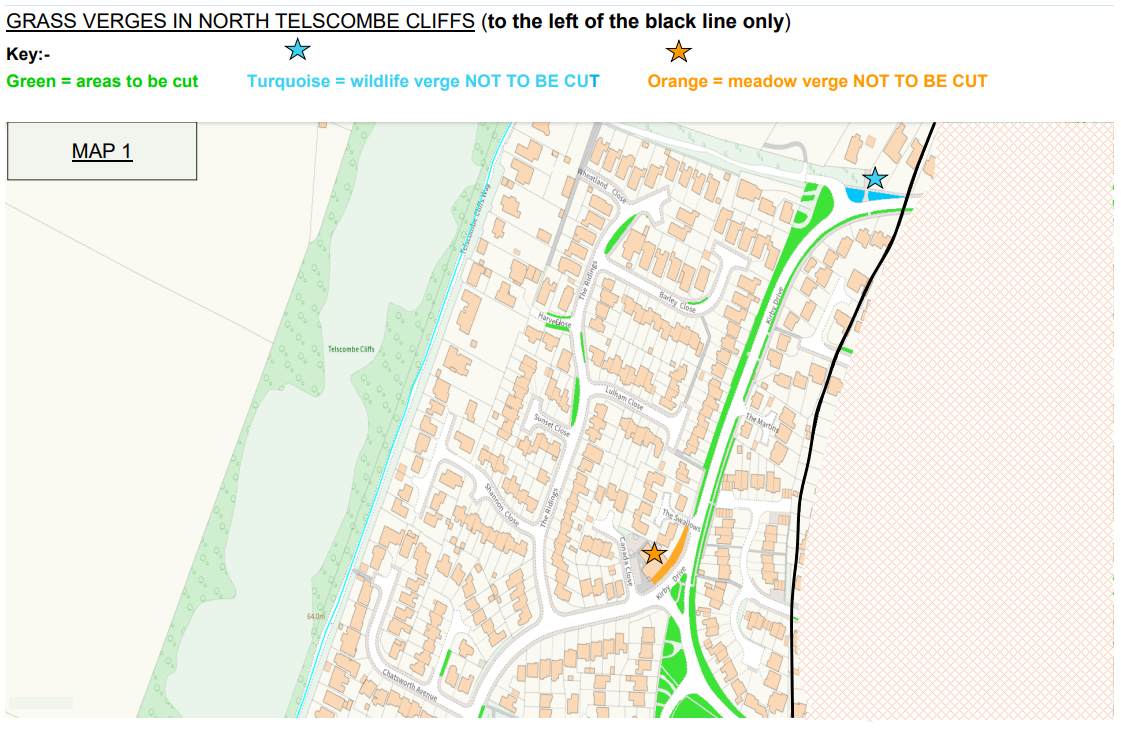 GRASS VERGES IN NORTH TELSCOMBE CLIFFS (to the left of the black line only)
Key:-
Green = areas to be cut
Turquoise = wildlife verge NOT TO BE CUT
Orange = meadow verge NOT TO BE CUT
MAP 1
Wheatland Close
Telscombe Cliffs Way
The Ridings
Barley Close
Kirby Drive
Telscombe Cliffs
Lulham Close
Sunset Close
The Martins
Shannon Close
The Ridings
The Swallows
Canada Close
Kirby Drive
64.0m
Chatsworth Avenue